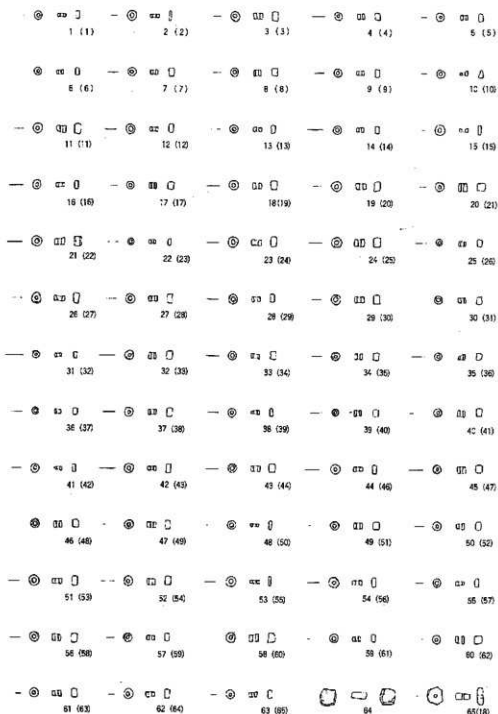 1 (1) 2 (2) 3 (3) 4 (4) 5 (5)
6 (6) 7 (7) 8 (8) 9 (9) 10 (10)
11 (11) 12 (12) 13 (13) 14 (14) 15 (15)
16 (16) 17 (17) 18(19) 19 (20) 20 (21)
21 (22) 22 (23) 23 (24) 24 (25) 25 (26)
26 (27) 27 (28) 28 (29) 29 (30) 30 (31)
31 (32) 32 (33) 33 (34) 34 (35) 35 (36)
36 (37) 37 (38) 38 (39) 39 (40) 40 (41)
41 (42) 42 (43) 43 (44) 44 (46) 45 (47)
46 (48) 47 (49) 48 (50) 49 (51) 50 (52)
51 (53) 52 (54) 53 (55) 54 (56) 55 (57)
56 (58) 57 (59) 58 (60) 59 (61) 60 (62)
61 (63) 62 (64) 63 (65) 64 65(18)